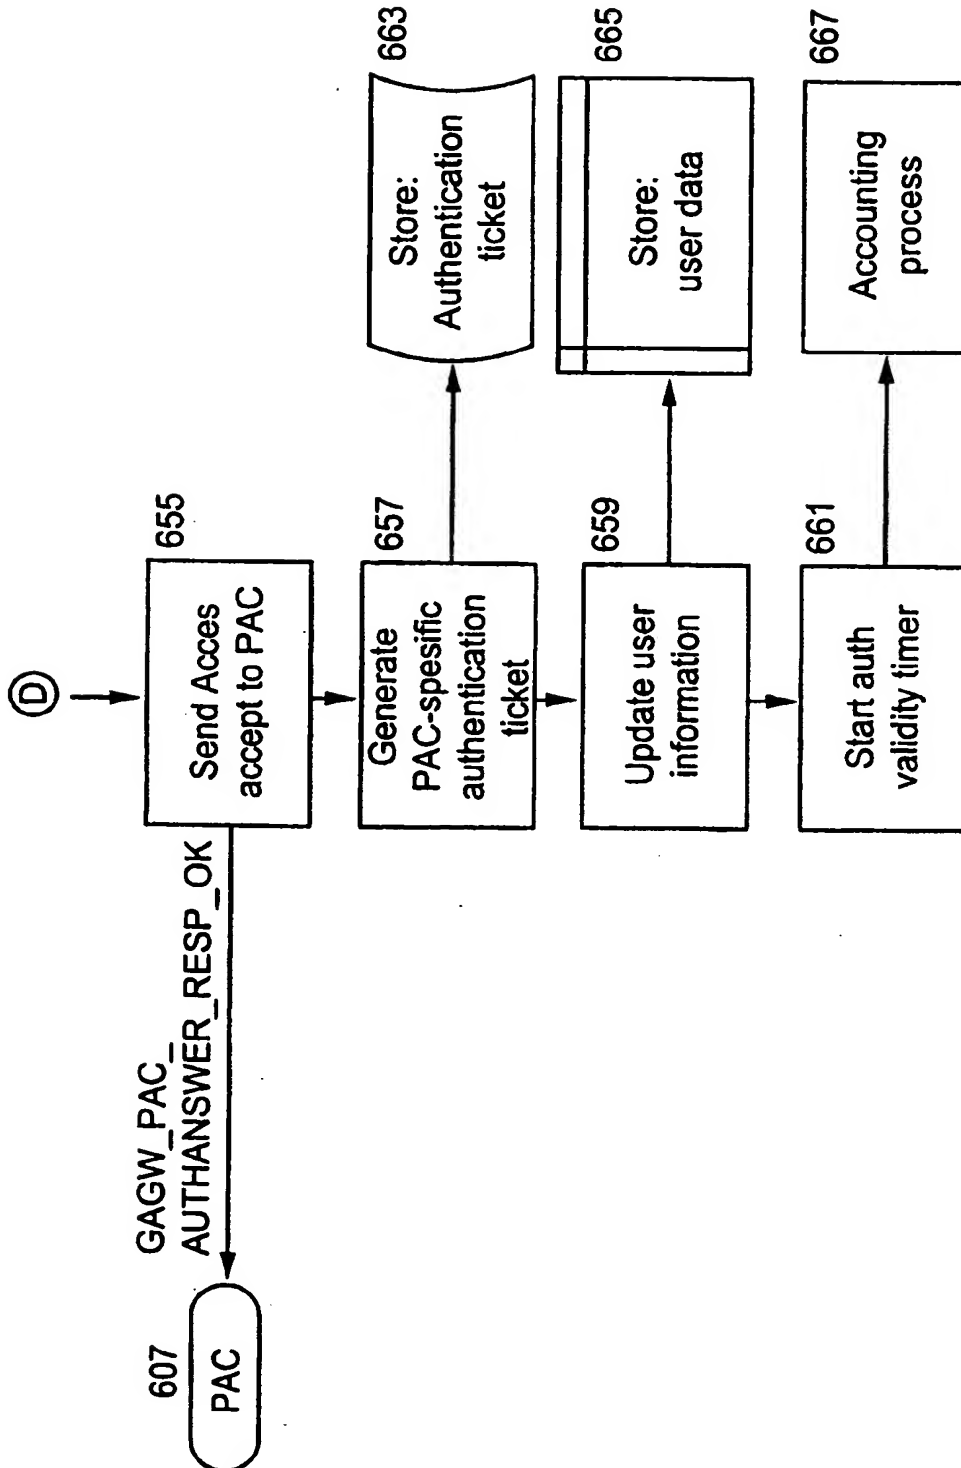 D
655
Send Acces
accept to PAC
GAGW_PAC_
AUTHANSWER_RESP_OK
607
PAC
657
Generate
PAC-spesific
authentication
ticket
663
Store:
Authentication
ticket
659
Update user
information
665
Store:
user data
661
Start auth
validity timer
667
Accounting
process